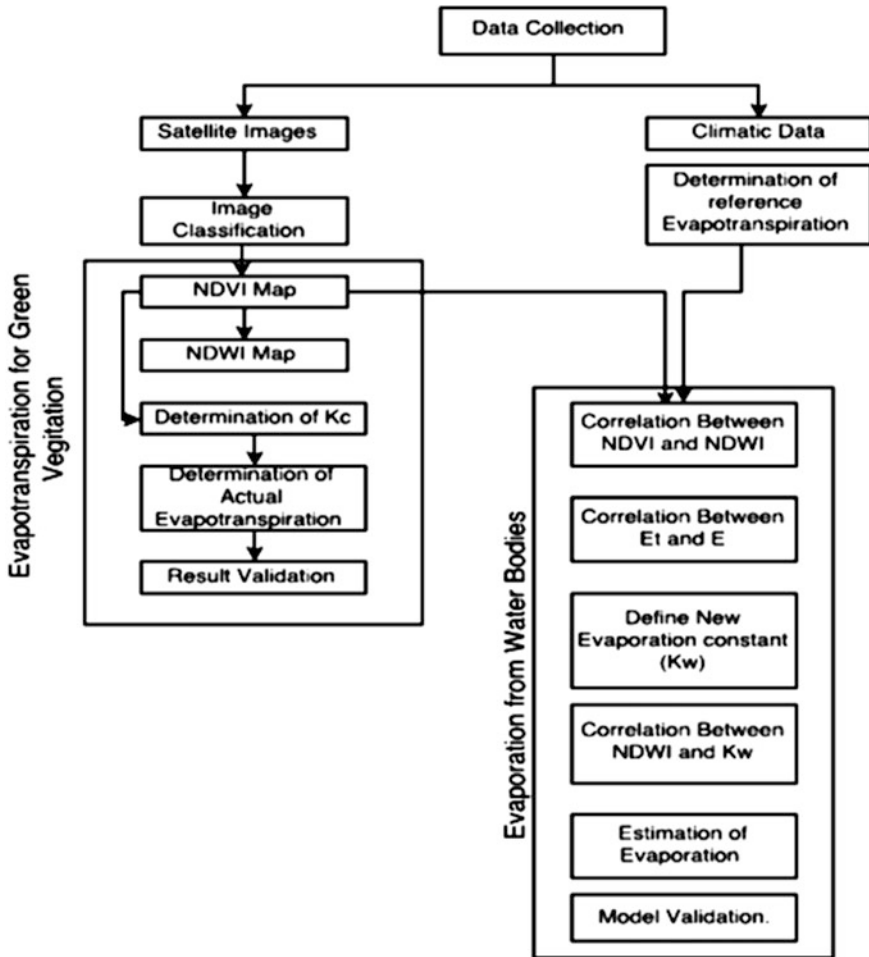 Data Collection
Satellite Images
Climatic Data
Image
Classification
Determination of
reference
Evapotranspiration
Evapotranspiration for Green
Vegitation
NDVI Map
NDWI Map
Determination of Kc
Determination of
Actual
Evapotranspiration
Result Validation
Evaporation from Water Bodies
Correlation Between
NDVI and NDWI
Correlation Between
Et and E
Define New
Evaporation constant
(Kw)
Correlation Between
NDWI and Kw
Estimation of
Evaporation
Model Validation.